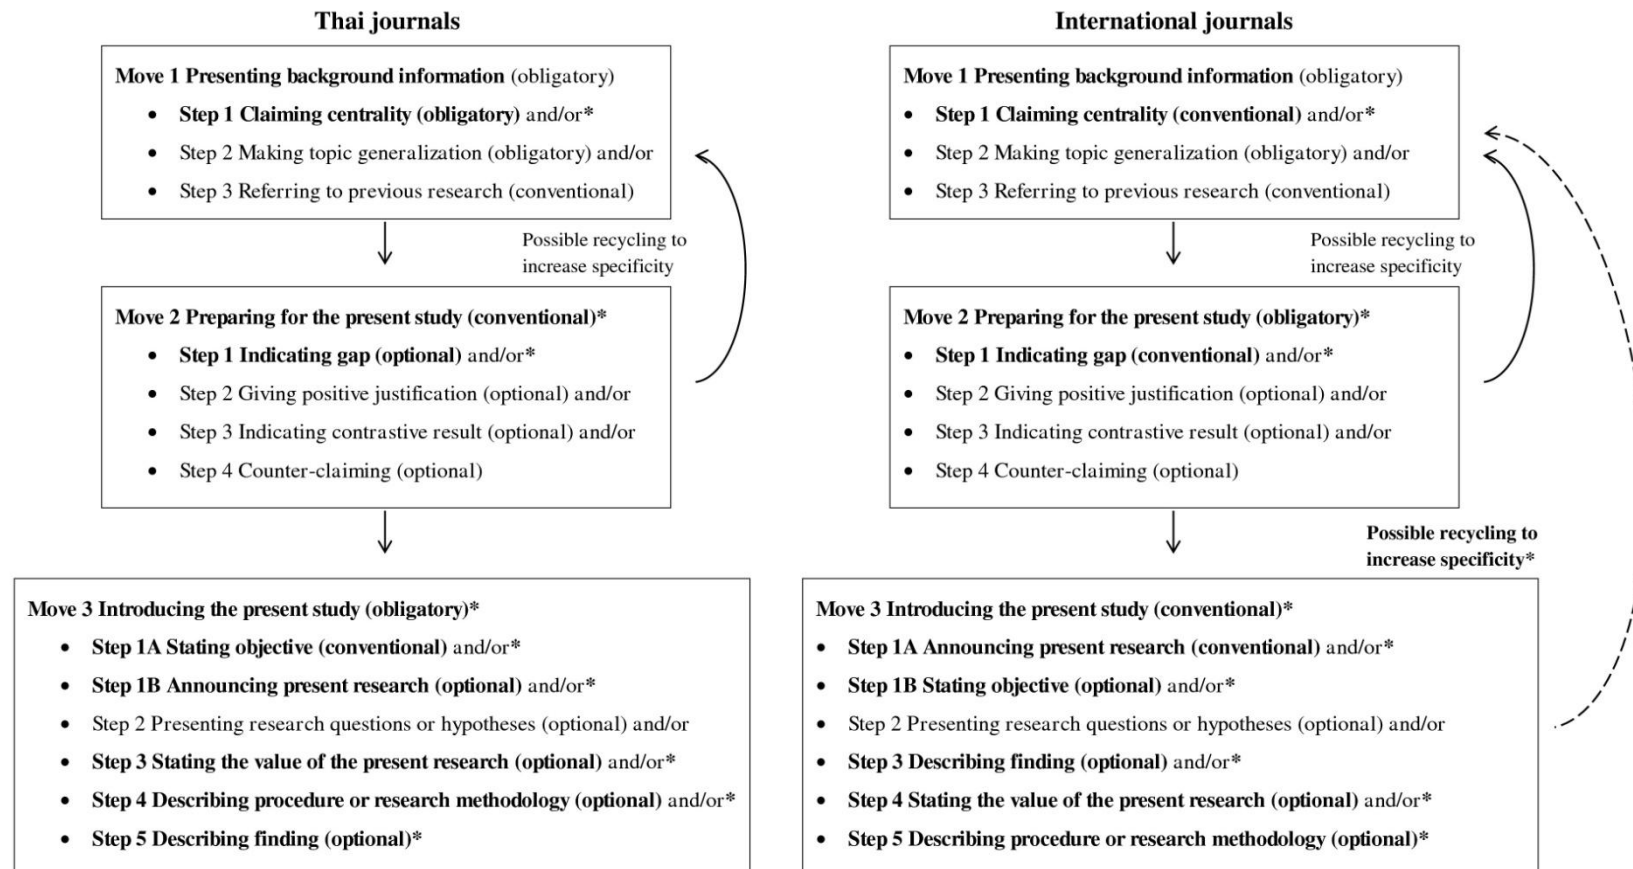 Thai journals
Move 1 Presenting background information (obligatory)
• Step 1 Claiming centrality (obligatory) and/or*
• Step 2 Making topic generalization (obligatory) and/or
• Step 3 Referring to previous research (conventional)
Possible recycling to
increase specificity
Move 2 Preparing for the present study (conventional)*
• Step 1 Indicating gap (optional) and/or*
• Step 2 Giving positive justification (optional) and/or
• Step 3 Indicating contrastive result (optional) and/or
• Step 4 Counter-claiming (optional)
Move 3 Introducing the present study (obligatory)*
• Step 1A Stating objective (conventional) and/or*
• Step 1B Announcing present research (optional) and/or*
• Step 2 Presenting research questions or hypotheses (optional) and/or
• Step 3 Stating the value of the present research (optional) and/or*
• Step 4 Describing procedure or research methodology (optional) and/or*
• Step 5 Describing finding (optional)*
International journals
Move 1 Presenting background information (obligatory)
• Step 1 Claiming centrality (conventional) and/or*
• Step 2 Making topic generalization (obligatory) and/or
• Step 3 Referring to previous research (conventional)
Possible recycling to
increase specificity
Move 2 Preparing for the present study (obligatory)*
• Step 1 Indicating gap (conventional) and/or*
• Step 2 Giving positive justification (optional) and/or
• Step 3 Indicating contrastive result (optional) and/or
• Step 4 Counter-claiming (optional)
Possible recycling to
increase specificity*
Move 3 Introducing the present study (conventional)*
• Step 1A Announcing present research (conventional) and/or*
• Step 1B Stating objective (optional) and/or*
• Step 2 Presenting research questions or hypotheses (optional) and/or
• Step 3 Describing finding (optional) and/or*
• Step 4 Stating the value of the present research (optional) and/or*
• Step 5 Describing procedure or research methodology (optional)*